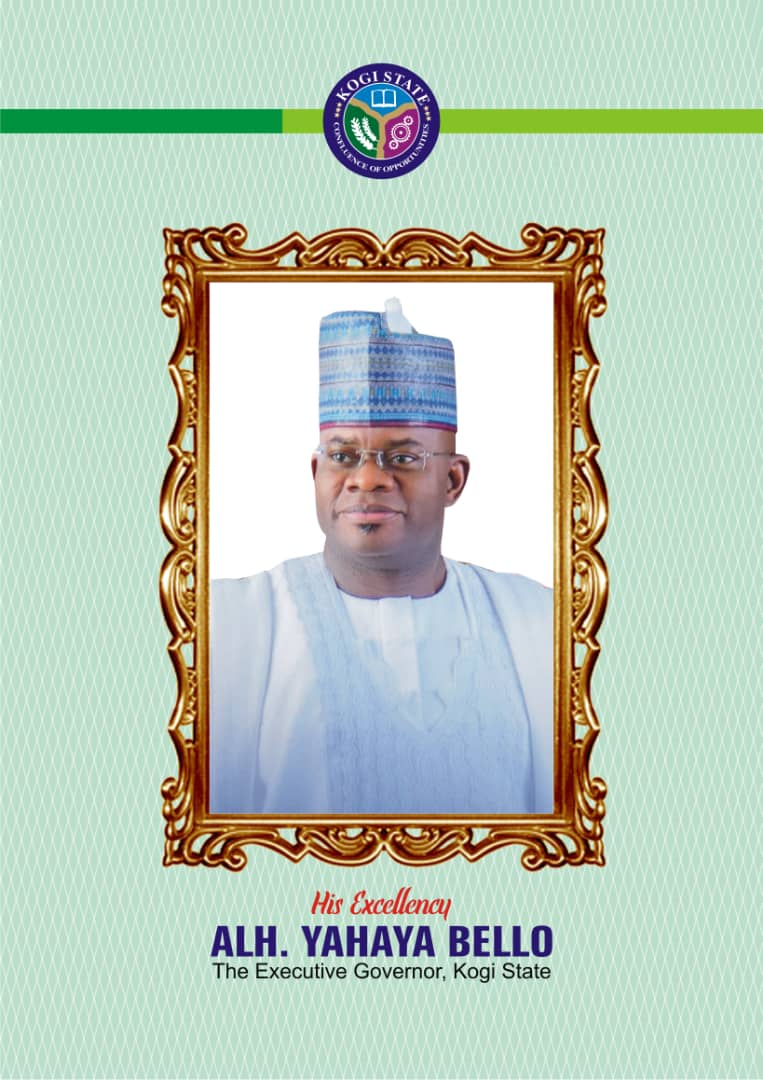 KOGI STATE
CONFLUENCE OF OPPORTUNITIES
His Excellency
ALH. YAHAYA BELLO
The Executive Governor, Kogi State